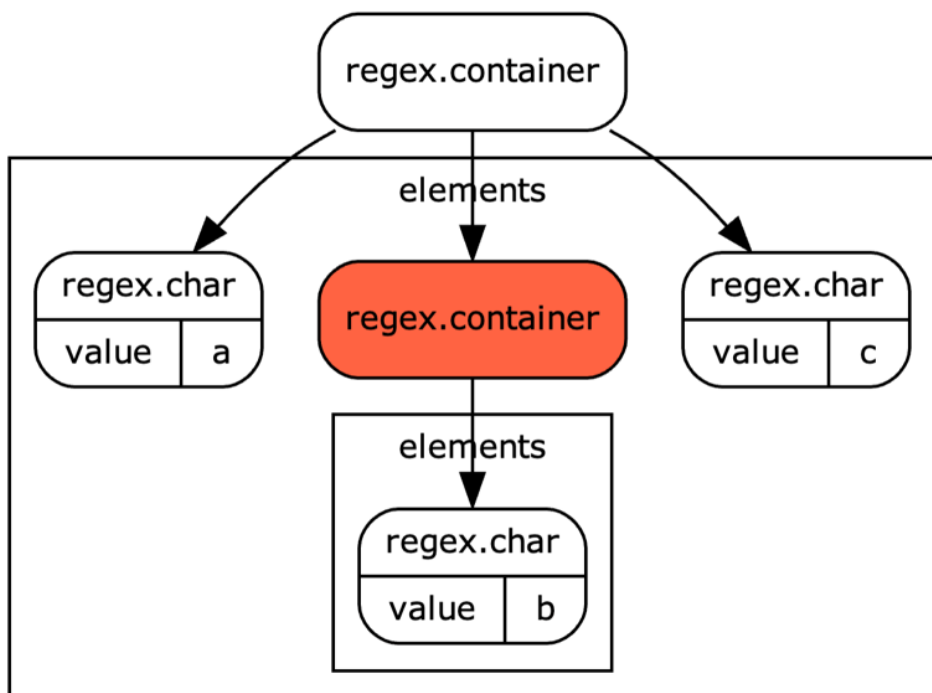 regex.container
elements
regex.char
value a
regex.container
regex.char
value c
elements
regex.char
value b